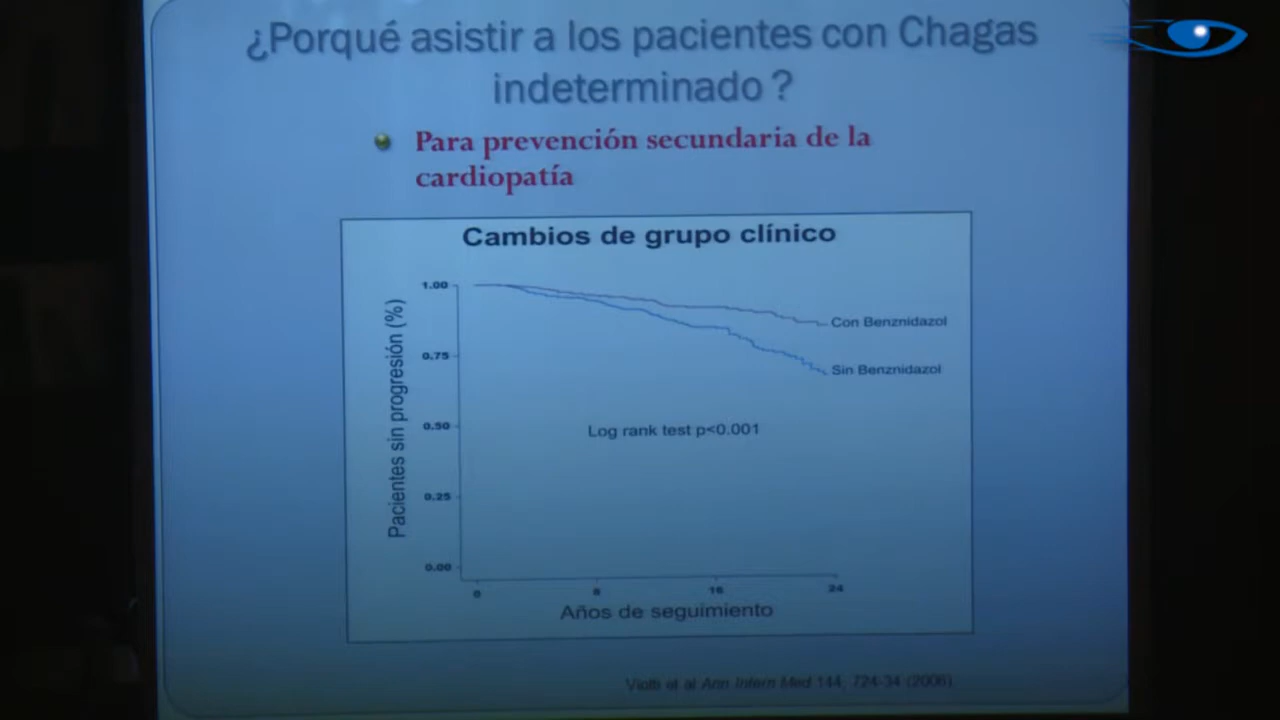 ¿Porqué asistir a los pacientes con Chagas
indeterminado ?
Para prevención secundaria de la
cardiopatía
Cambios de grupo clínico
Pacientes sin progresión (%)
1.00
0.75
0.50
0.25
0.00
Con Benznidazol
Sin Benznidazol
Log rank test p<0.001
0 8 16 24
Años de seguimiento
Viotti et al Ann Intern Med 144: 724-34 (2006)